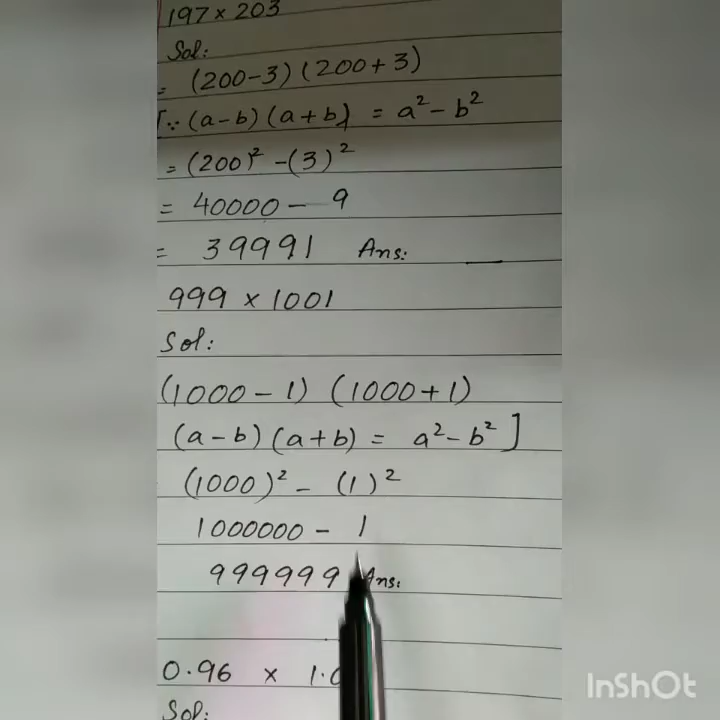 197 × 203
Sol:
= (200-3) (200+3)
[∵ (a-b) (a+b) = a² - b²
= (200)² - (3)²
= 40000 - 9
= 39991 Ans:
999 × 1001
Sol:
(1000 - 1) (1000+1)
(a-b) (a+b) = a² - b² ]
(1000)² - (1)²
1000000 - 1
999999 Ans.
0.96 × 1.0
Sol:
InShOt